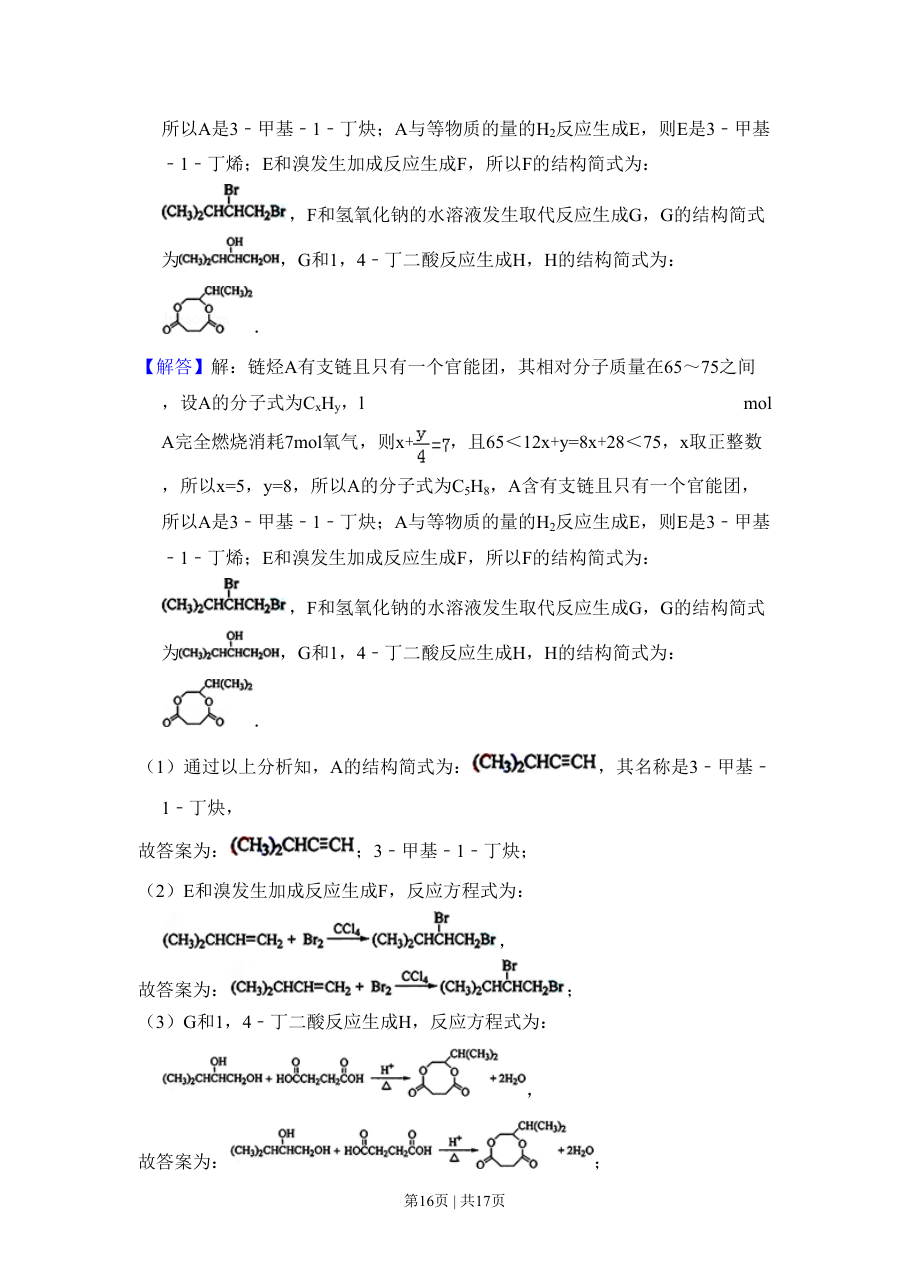 所以A是3﹣甲基﹣1﹣丁炔；A与等物质的量的H2反应生成E，则E是3﹣甲基
﹣1﹣丁烯；E和溴发生加成反应生成F，所以F的结构简式为：
Br
(CH3)2CHCHCH2Br，F和氢氧化钠的水溶液发生取代反应生成G，G的结构简式
OH
为(CH3)2CHCHCH2OH，G和1，4﹣丁二酸反应生成H，H的结构简式为：
CH(CH3)2
O O
O O ．
【解答】解：链烃A有支链且只有一个官能团，其相对分子质量在65～75之间
，设A的分子式为CxHy，l mol
A完全燃烧消耗7mol氧气，则x+y/4=7，且65＜12x+y=8x+28＜75，x取正整数
，所以x=5，y=8，所以A的分子式为C5H8，A含有支链且只有一个官能团，
所以A是3﹣甲基﹣1﹣丁炔；A与等物质的量的H2反应生成E，则E是3﹣甲基
﹣1﹣丁烯；E和溴发生加成反应生成F，所以F的结构简式为：
Br
(CH3)2CHCHCH2Br，F和氢氧化钠的水溶液发生取代反应生成G，G的结构简式
OH
为(CH3)2CHCHCH2OH，G和1，4﹣丁二酸反应生成H，H的结构简式为：
CH(CH3)2
O O
O O ．
（1）通过以上分析知，A的结构简式为：(CH3)2CHC≡CH，其名称是3﹣甲基﹣
1﹣丁炔，
故答案为：(CH3)2CHC≡CH；3﹣甲基﹣1﹣丁炔；
（2）E和溴发生加成反应生成F，反应方程式为：
Br
(CH3)2CHCH=CH2 + Br2 CCl4→ (CH3)2CHCHCH2Br，
Br
故答案为：(CH3)2CHCH=CH2 + Br2 CCl4→ (CH3)2CHCHCH2Br；
（3）G和1，4﹣丁二酸反应生成H，反应方程式为：
OH O O CH(CH3)2
(CH3)2CHCHCH2OH + HOCCH2CH2COH H+ △→ O O O O +2H2O，
OH O O CH(CH3)2
故答案为：(CH3)2CHCHCH2OH + HOCCH2CH2COH H+ △→ O O O O +2H2O；
第16页 | 共17页